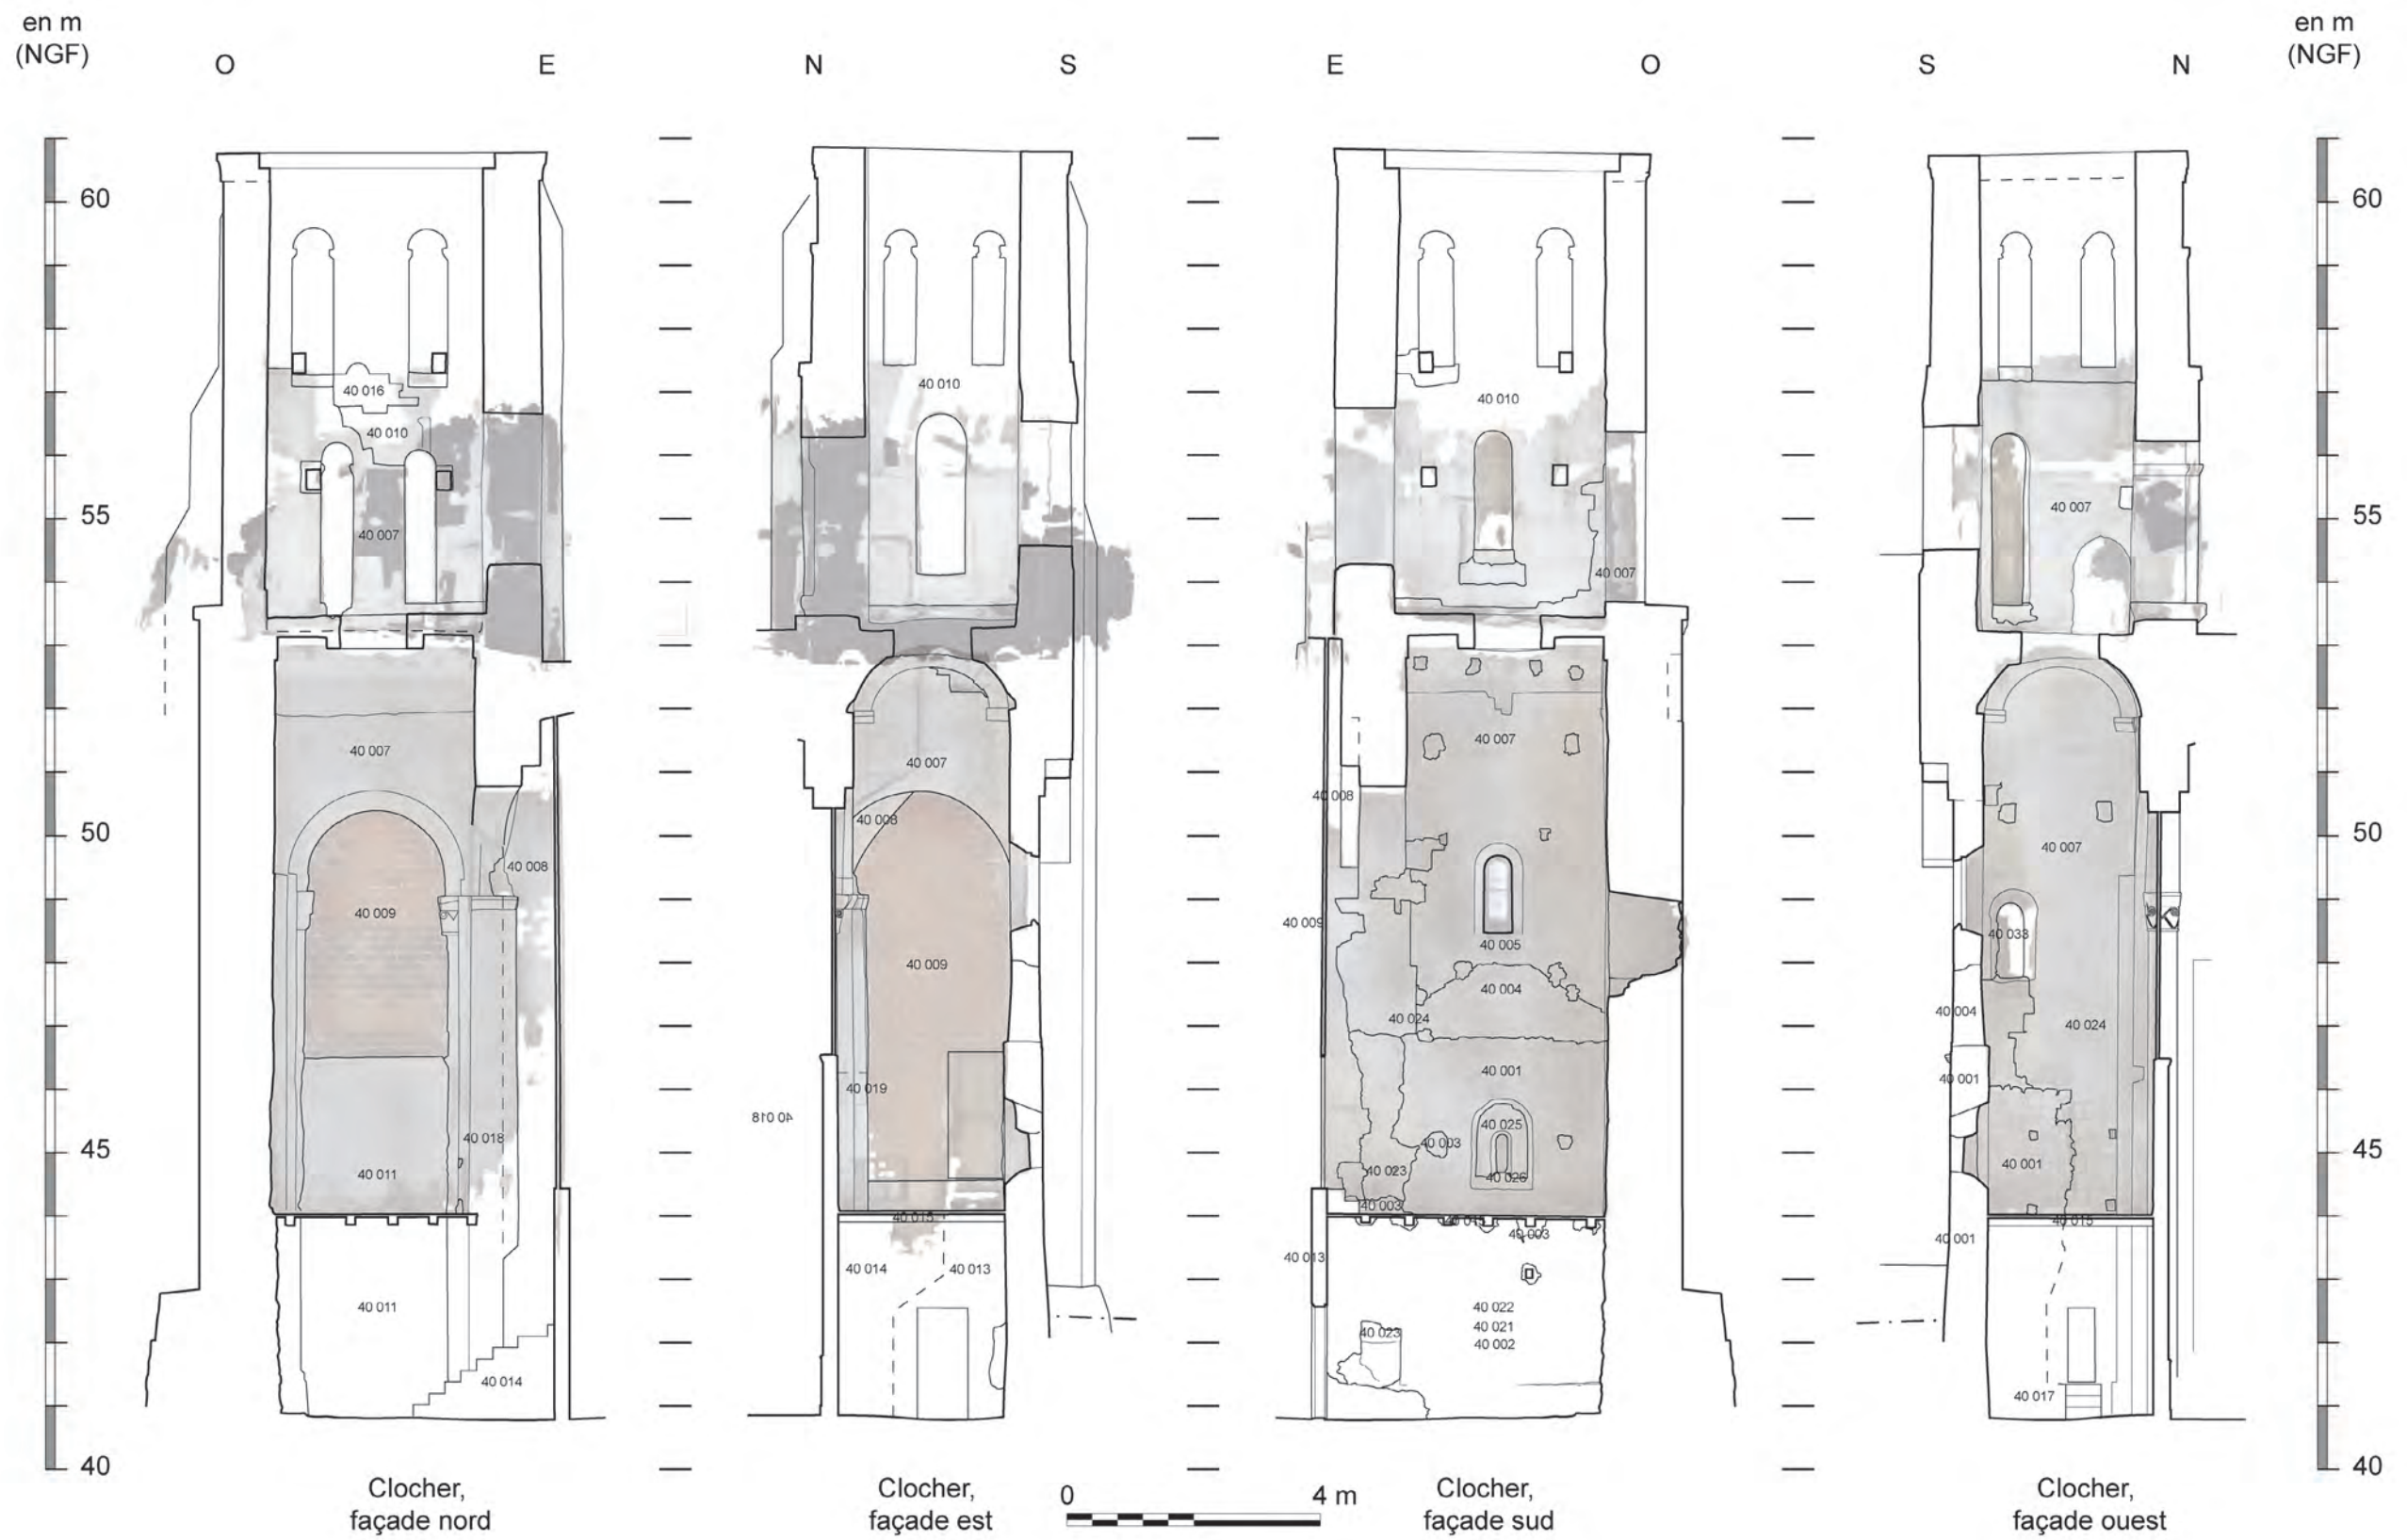 en m
(NGF)
O
E
N
S
E
O
S
N
en m
(NGF)
60
55
50
45
40
40 016
40 010
40 007
40 007
40 008
40 009
40 018
40 011
40 011
40 014
Clocher,
façade nord
40 010
40 007
40 008
40 009
40 019
40 018
40 015
40 014
40 013
Clocher,
façade est
0
4 m
40 010
40 007
40 007
40 008
40 009
40 005
40 004
40 024
40 001
40 025
40 003
40 023
40 026
40 003
40 015
40 003
40 013
40 022
40 021
40 002
40 023
Clocher,
façade sud
40 007
40 007
40 038
40 004
40 024
40 001
40 001
40 015
40 001
40 017
Clocher,
façade ouest
60
55
50
45
40